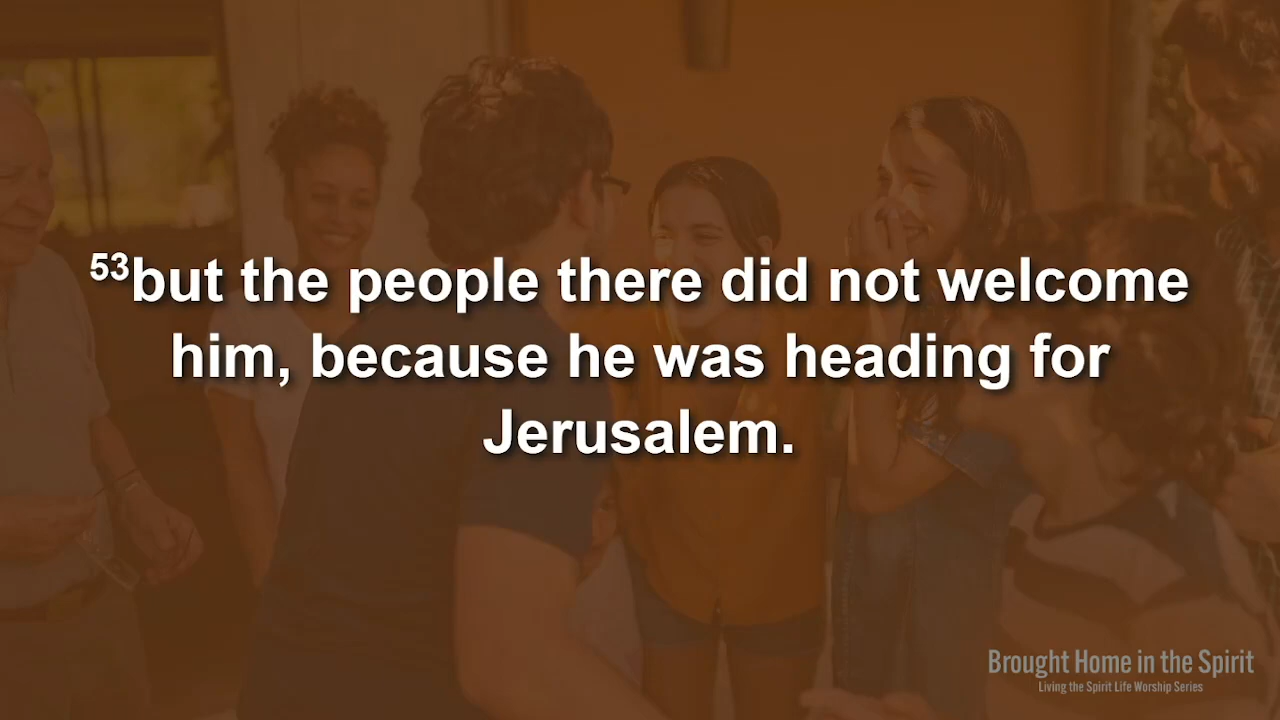 53but the people there did not welcome
him, because he was heading for
Jerusalem.
Brought Home in the Spirit
Living the Spirit Life Worship Series